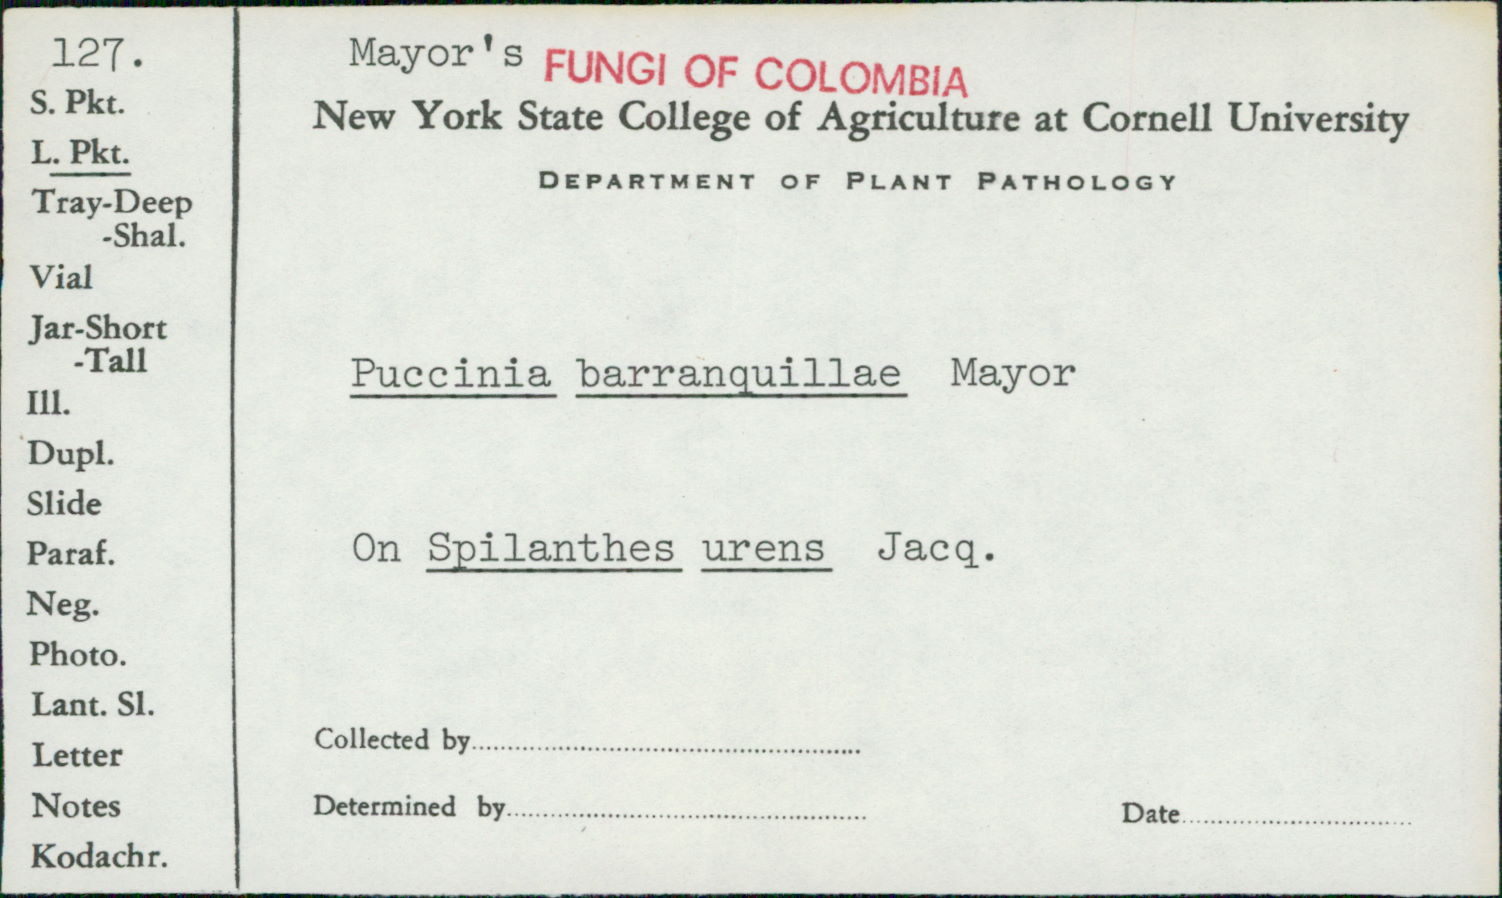 127.
S. Pkt.
L. Pkt.
Tray-Deep
-Shal.
Vial
Jar-Short
-Tall
Ill.
Dupl.
Slide
Paraf.
Neg.
Photo.
Lant. Sl.
Letter
Notes
Kodachr.
Mayor's FUNGI OF COLOMBIA
New York State College of Agriculture at Cornell University
DEPARTMENT OF PLANT PATHOLOGY
Puccinia barranquillae Mayor
On Spilanthes urens Jacq.
Collected by
Determined by
Date